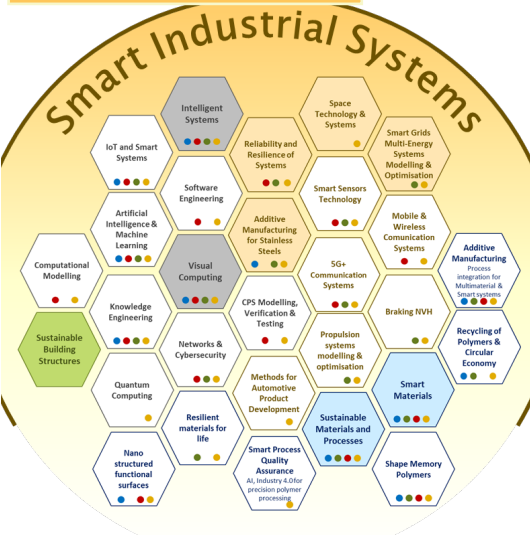 Smart Industrial Systems
Intelligent
Systems
Space
Technology &
Systems
IoT and Smart
Systems
Reliability and
Resilience of
Systems
Smart Grids
Multi-Energy
Systems
Modelling &
Optimisation
Software
Engineering
Smart Sensors
Technology
Artificial
Intelligence &
Machine
Learning
Additive
Manufacturing
for Stainless
Steels
Mobile &
Wireless
Comunication
Systems
Computational
Modelling
Visual
Computing
5G+
Communication
Systems
Additive
Manufacturing
Process
integration for
Multimaterial &
Smart systems
Knowledge
Engineering
CPS Modelling,
Verification &
Testing
Braking NVH
Sustainable
Building
Structures
Networks &
Cybersecurity
Propulsion
systems
modelling &
optimisation
Recycling of
Polymers &
Circular
Economy
Quantum
Computing
Methods for
Automotive
Product
Development
Smart
Materials
Resilient
materials for
life
Sustainable
Materials and
Processes
Nano
structured
functional
surfaces
Smart Process
Quality
Assurance
AI, Industry 4.0 for
precision polymer
processing
Shape Memory
Polymers